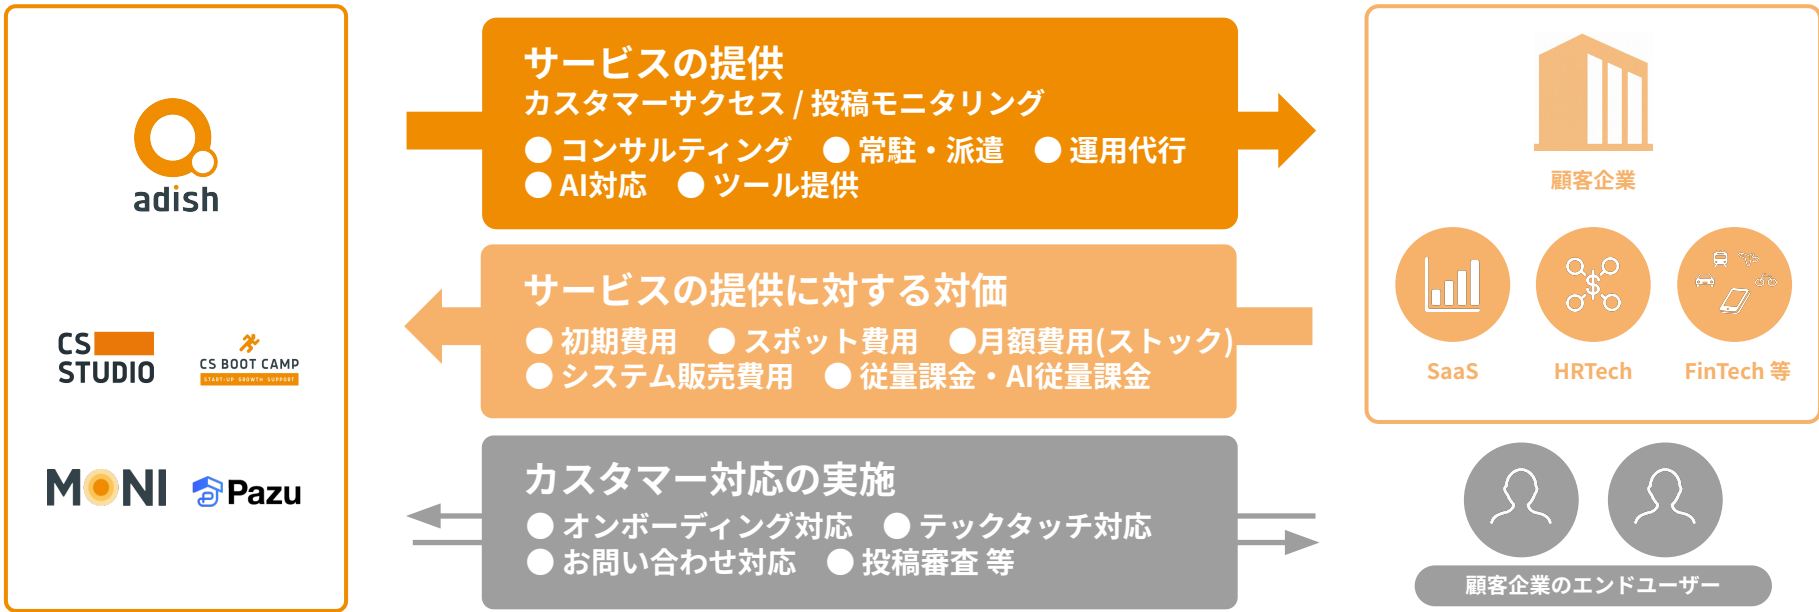 adish
CS
STUDIO
CS BOOT CAMP
START-UP GROWTH SUPPORT
MONI
Pazu
サービスの提供
カスタマーサクセス / 投稿モニタリング
● コンサルティング ● 常駐・派遣 ● 運用代行
● AI対応 ● ツール提供
サービスの提供に対する対価
● 初期費用 ● スポット費用 ●月額費用(ストック)
● システム販売費用 ● 従量課金・AI従量課金
カスタマー対応の実施
● オンボーディング対応 ● テックタッチ対応
● お問い合わせ対応 ● 投稿審査 等
顧客企業
SaaS
HRTech
FinTech 等
顧客企業のエンドユーザー